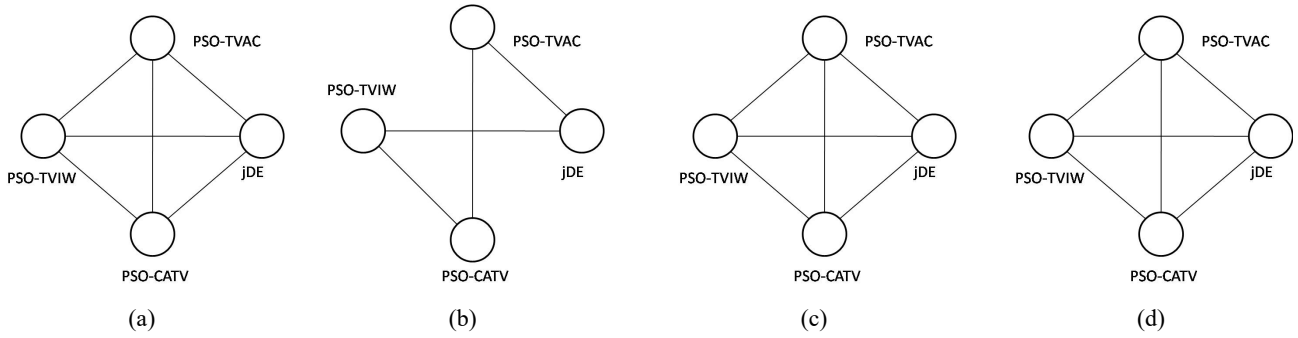 PSO-TVAC
PSO-TVIW
jDE
PSO-CATV
(a)
PSO-TVAC
PSO-TVIW
jDE
PSO-CATV
(b)
PSO-TVAC
PSO-TVIW
jDE
PSO-CATV
(c)
PSO-TVAC
PSO-TVIW
jDE
PSO-CATV
(d)